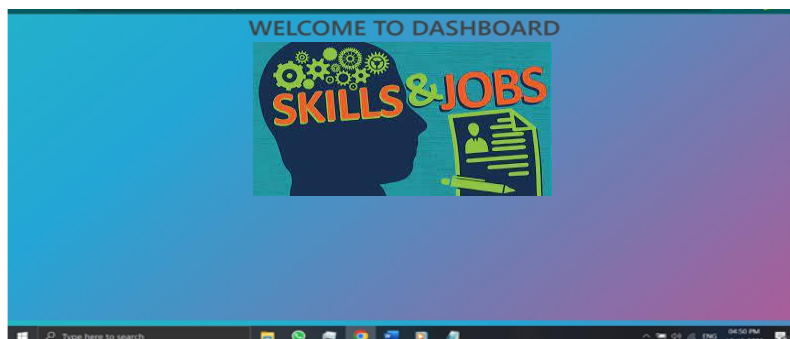 WELCOME TO DASHBOARD
SKILLS & JOBS
Type here to search
ENG
04:50 PM